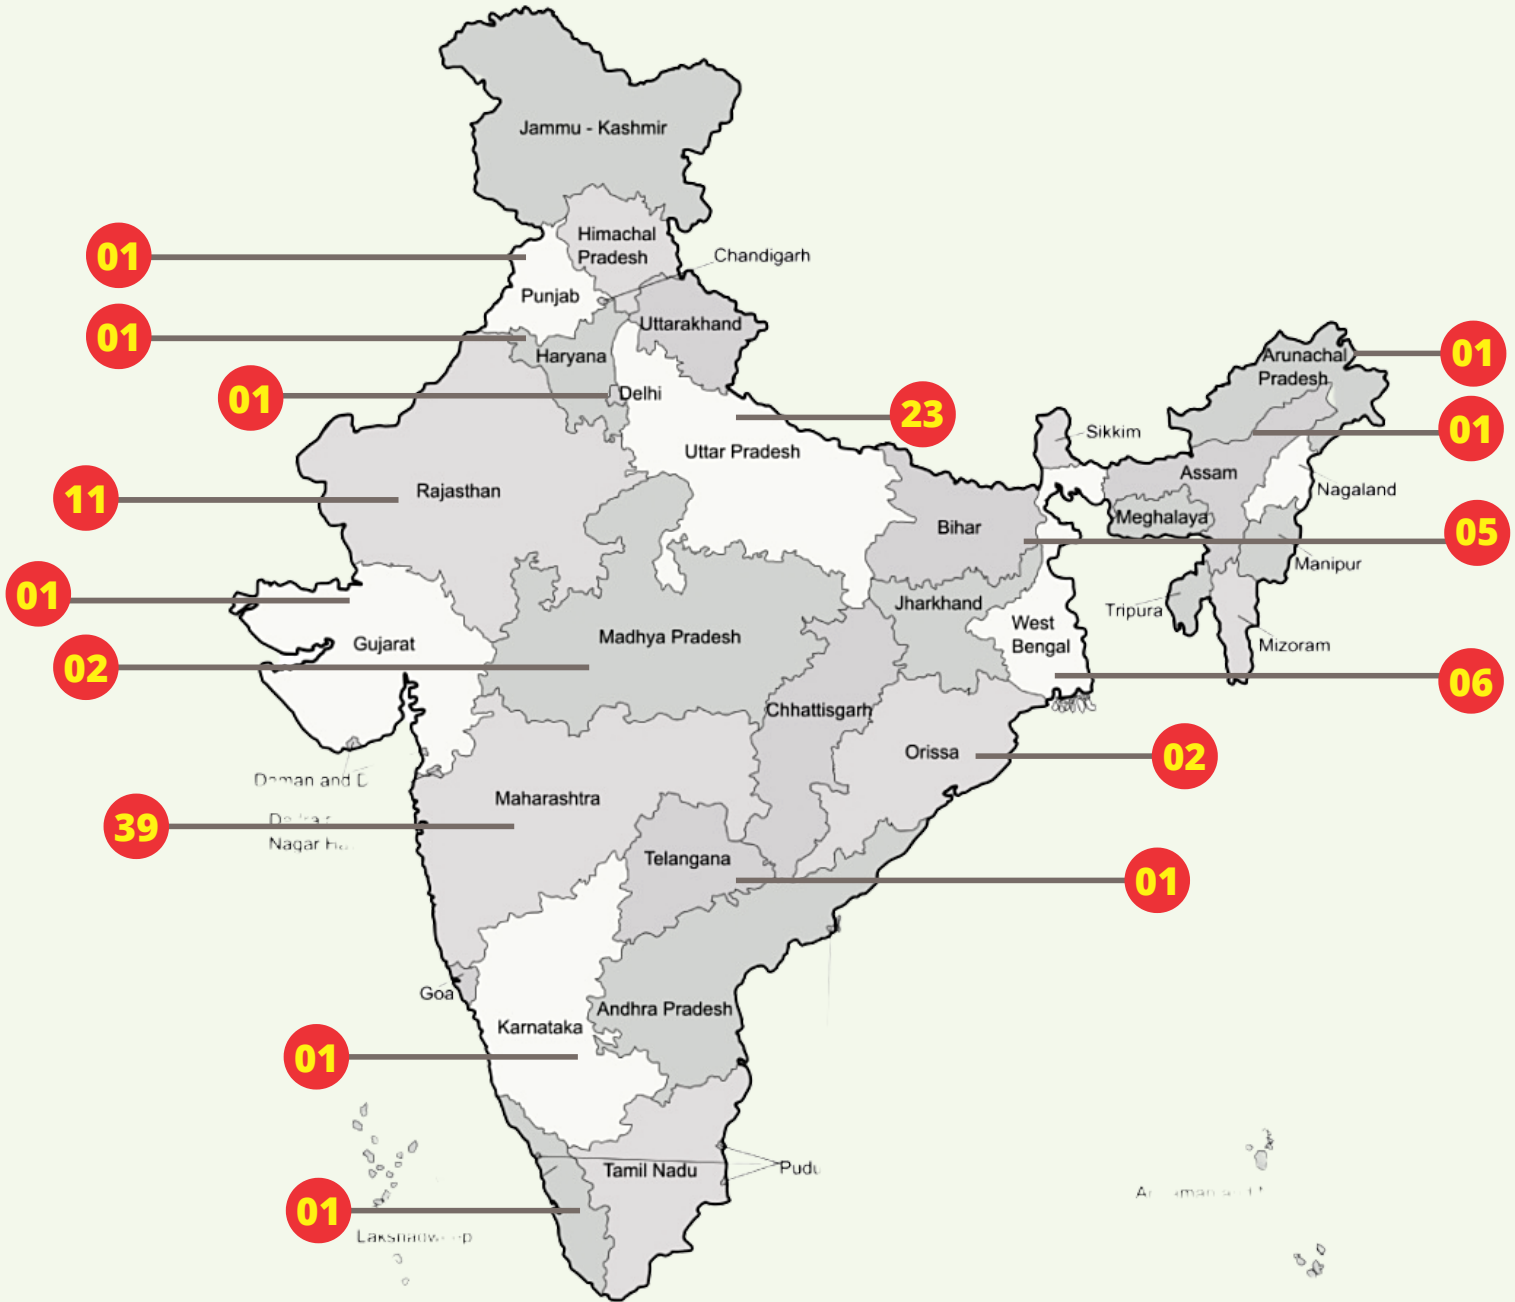 Jammu - Kashmir
Himachal
Pradesh
01
Chandigarh
Punjab
Uttarakhand
01
Haryana
Arunachal
Pradesh
01
01
Delhi
23
01
Sikkim
Uttar Pradesh
Assam
Rajasthan
11
Nagaland
Meghalaya
Bihar
05
Manipur
01
Jharkhand
Tripura
West
Bengal
Madhya Pradesh
Gujarat
Mizoram
02
06
Chhattisgarh
Orissa
02
Daman and
Maharashtra
39
Nagar
Telangana
01
Goa
Andhra Pradesh
Karnataka
01
Tamil Nadu
01